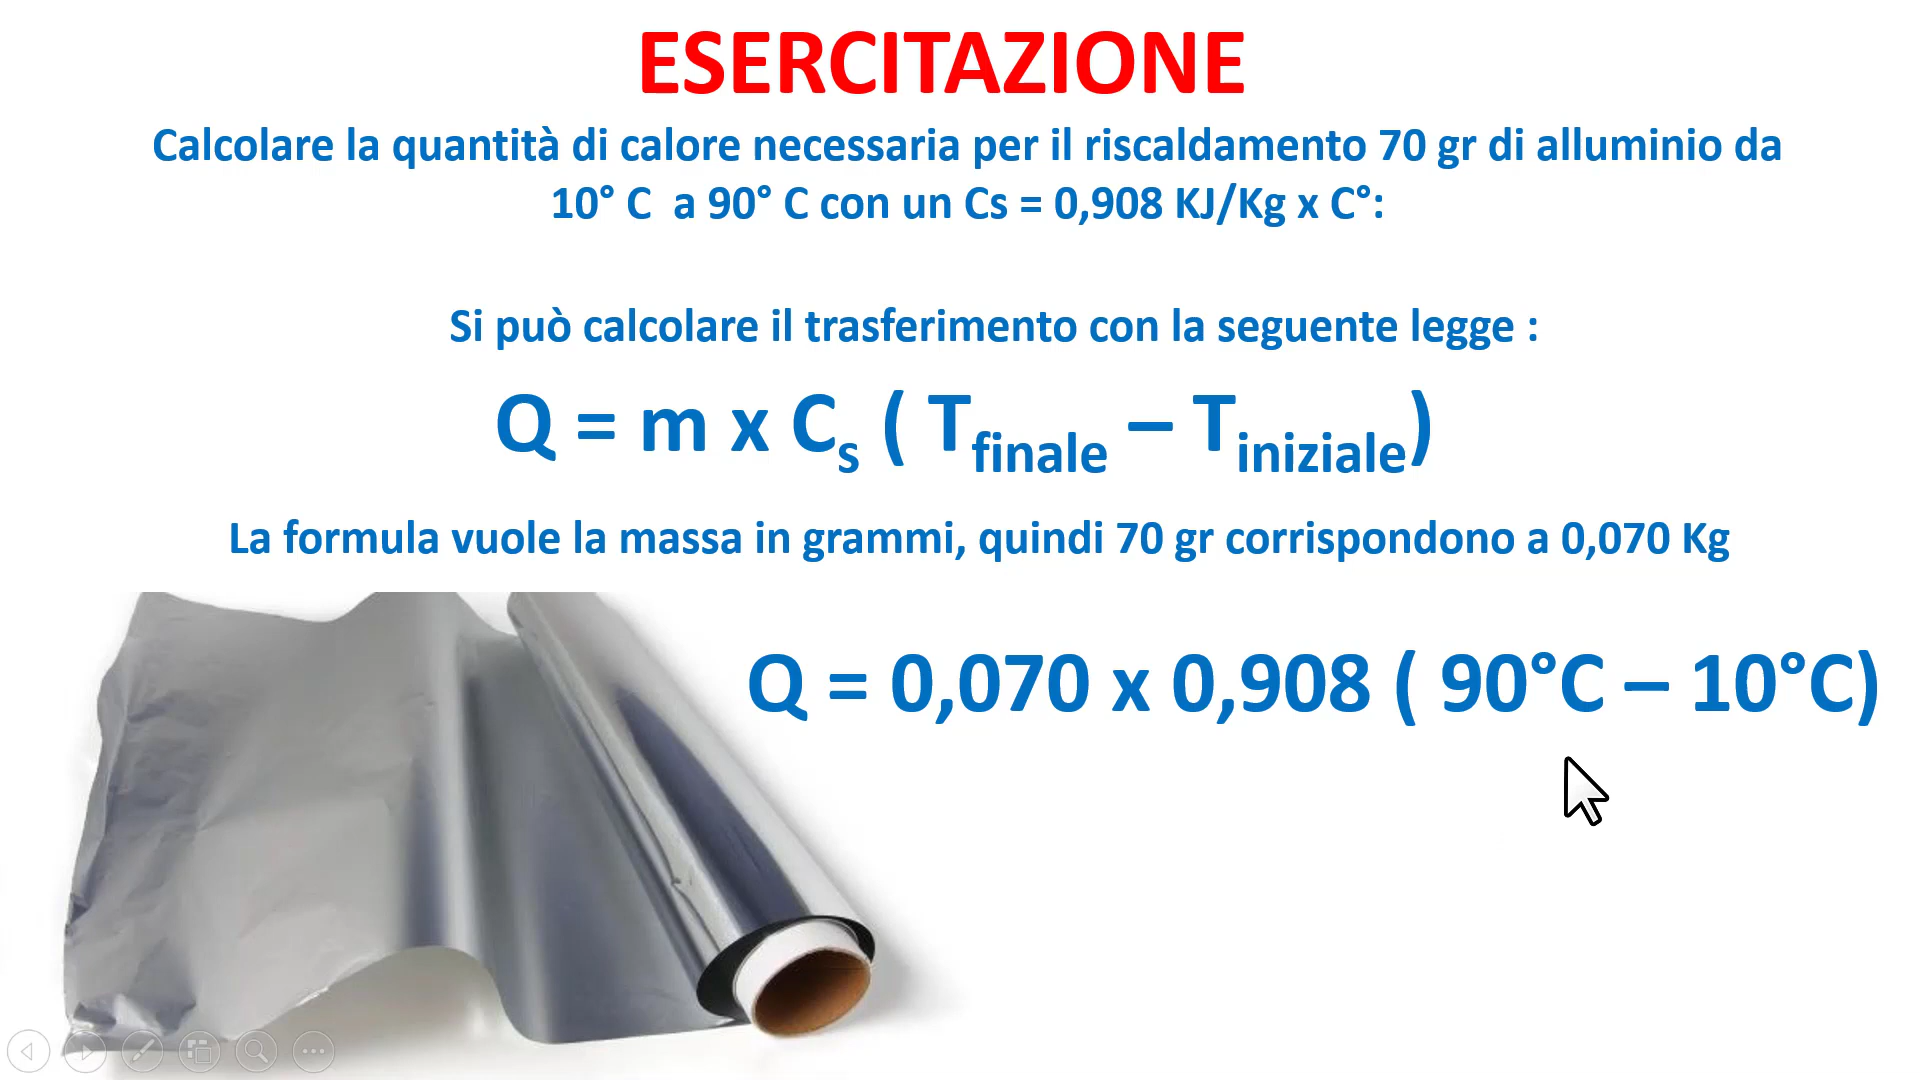 ESERCITAZIONE
Calcolare la quantità di calore necessaria per il riscaldamento 70 gr di alluminio da
10° C  a 90° C con un Cs = 0,908 KJ/Kg x C°:
Si può calcolare il trasferimento con la seguente legge :
Q = m x Cs ( Tfinale – Tiniziale)
La formula vuole la massa in grammi, quindi 70 gr corrispondono a 0,070 Kg
Q = 0,070 x 0,908 ( 90°C – 10°C)